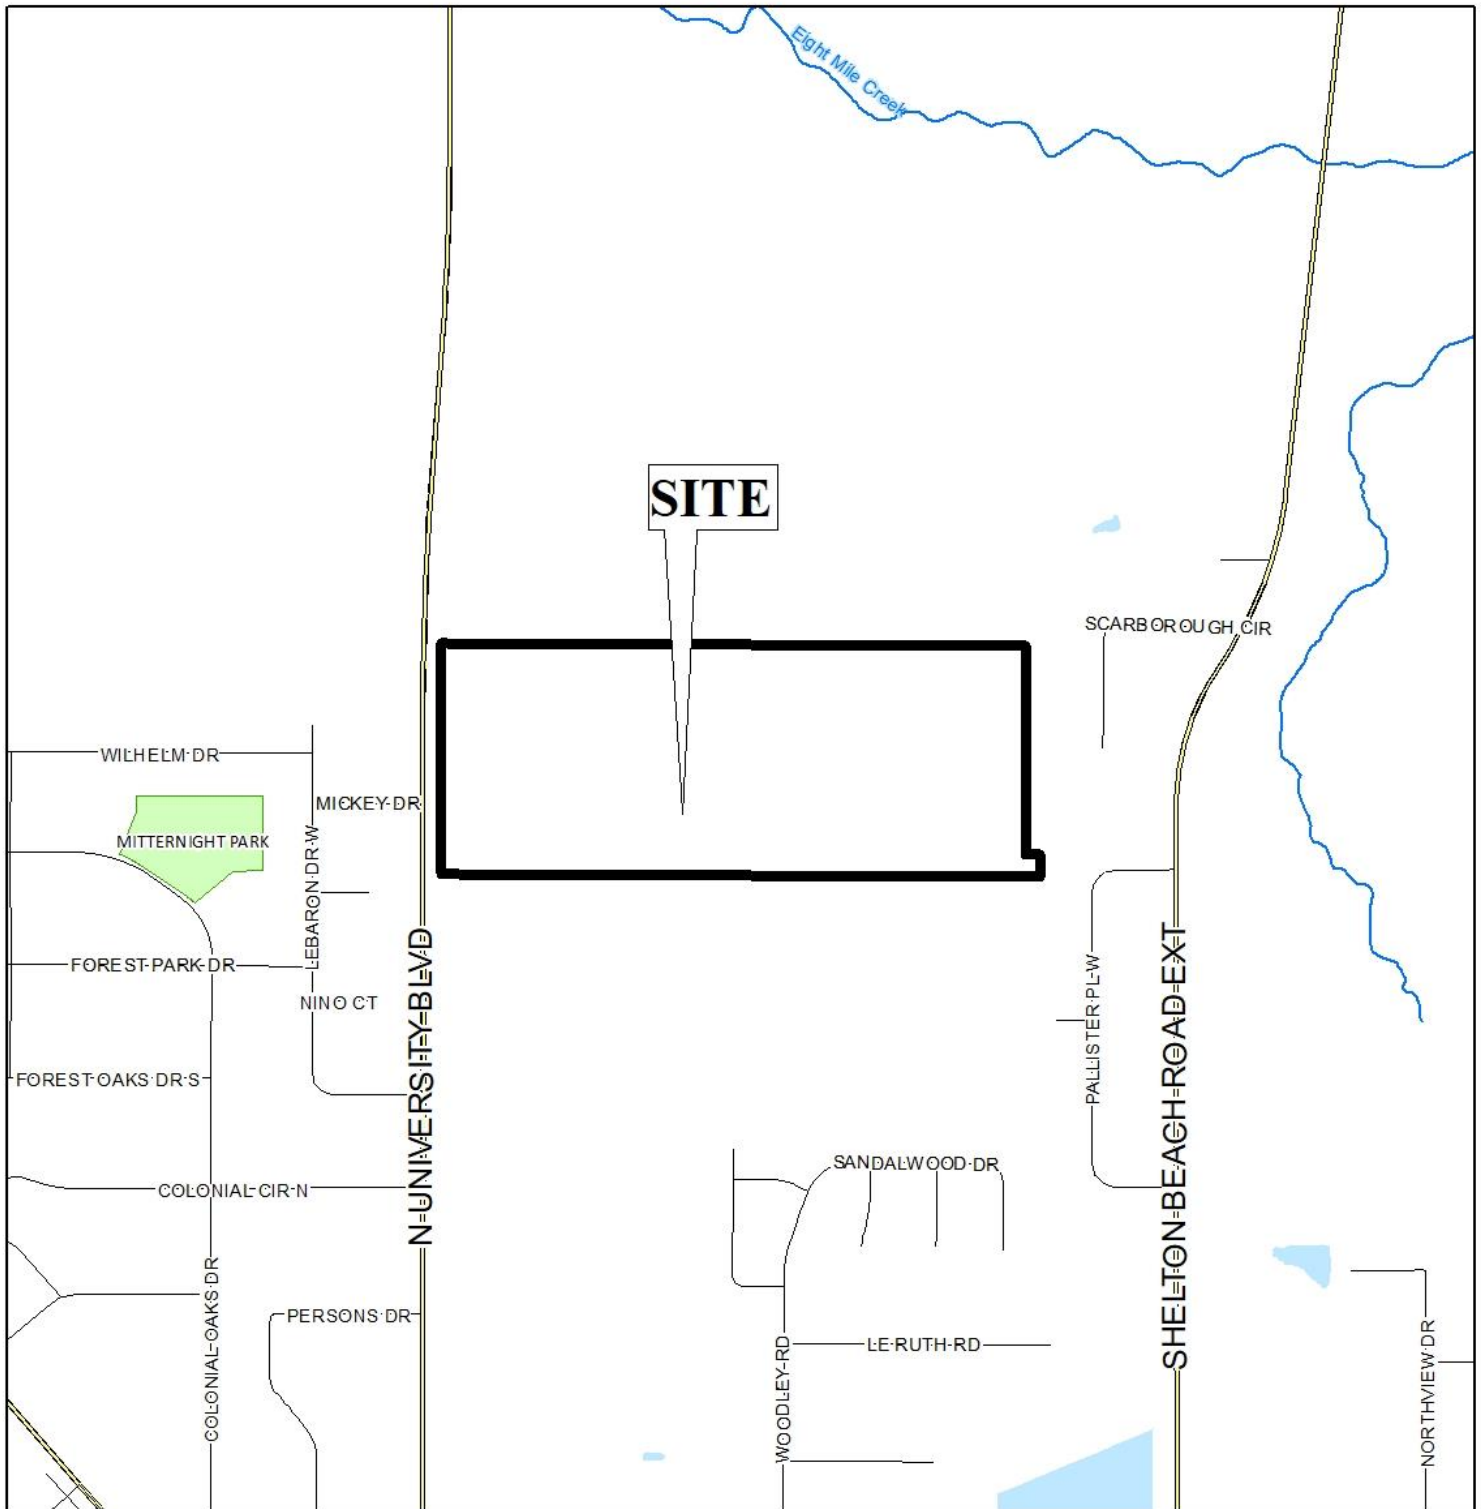 Eight Mile Creek
SITE
SCARBOROUGH CIR
WILHELM DR
MICKEY DR
MITTERNIGHT PARK
LEBARON DR W
FOREST PARK DR
NINO CT
N UNIVERSITY BLVD
PALLISTER PL W
SHELTON BEACH ROAD EXT
FOREST OAKS DR S
SANDALWOOD DR
COLONIAL CIR N
COLONIAL OAKS DR
PERSONS DR
LE RUTH RD
WOODLEY RD
NORTHVIEW DR